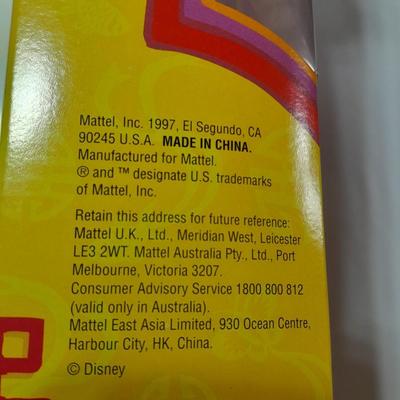 Mattel, Inc. 1997, El Segundo, CA
90245 U.S.A. MADE IN CHINA.
Manufactured for Mattel.
® and ™ designate U.S. trademarks
of Mattel, Inc.
Retain this address for future reference:
Mattel U.K., Ltd., Meridian West, Leicester
LE3 2WT. Mattel Australia Pty., Ltd., Port
Melbourne, Victoria 3207.
Consumer Advisory Service 1800 800 812
(valid only in Australia).
Mattel East Asia Limited, 930 Ocean Centre,
Harbour City, HK, China.
© Disney